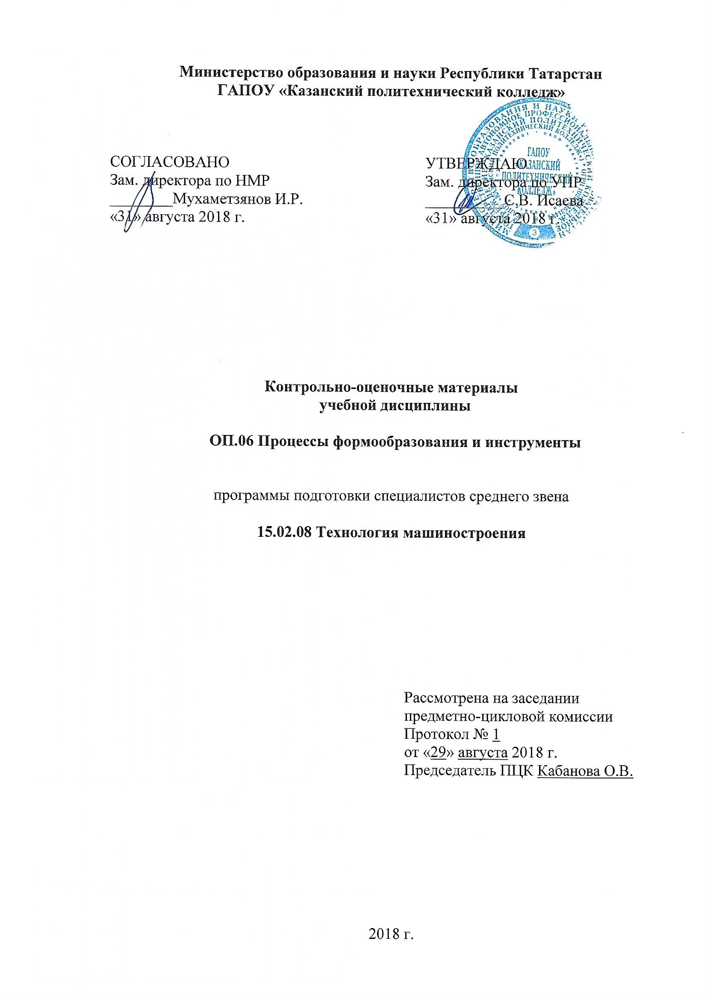 Министерство образования и науки Республики Татарстан
ГАПОУ «Казанский политехнический колледж»
СОГЛАСОВАНО
Зам. директора по НМР
________Мухаметзянов И.Р.
«31» августа 2018 г.
УТВЕРЖДАЮ
Зам. директора по УПР
__________С.В. Исаева
«31» августа 2018 г.
ГАПОУ
«КАЗАНСКИЙ
ПОЛИТЕХНИЧЕСКИЙ
КОЛЛЕДЖ»
3
Контрольно-оценочные материалы
учебной дисциплины
ОП.06 Процессы формообразования и инструменты
программы подготовки специалистов среднего звена
15.02.08 Технология машиностроения
Рассмотрена на заседании
предметно-цикловой комиссии
Протокол № 1
от «29» августа 2018 г.
Председатель ПЦК Кабанова О.В.
2018 г.